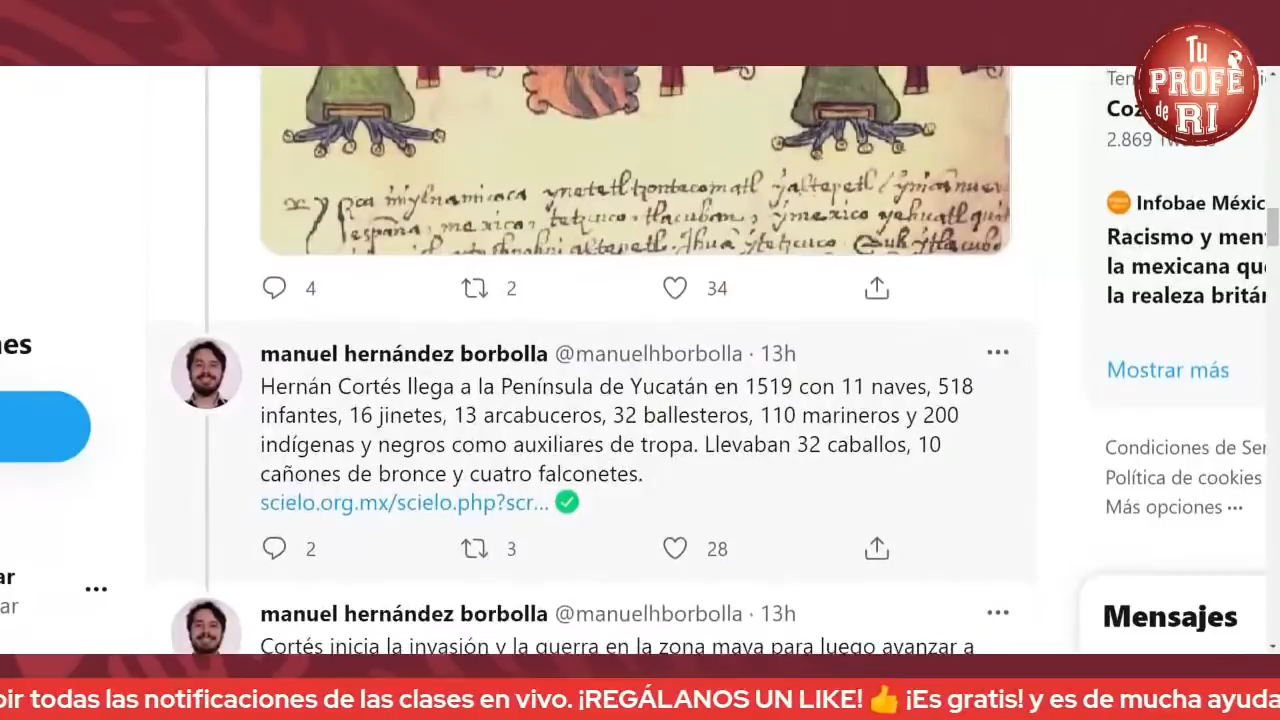 Tu
PROFE
de RI
Coz
2.869
Infobae Méxic
Racismo y men
la mexicana qu
la realeza britán
Mostrar más
Condiciones de Ser
Política de cookies
Más opciones ···
Mensajes
4 2 34
manuel hernández borbolla @manuelhborbolla · 13h
Hernán Cortés llega a la Península de Yucatán en 1519 con 11 naves, 518
infantes, 16 jinetes, 13 arcabuceros, 32 ballesteros, 110 marineros y 200
indígenas y negros como auxiliares de tropa. Llevaban 32 caballos, 10
cañones de bronce y cuatro falconetes.
scielo.org.mx/scielo.php?scr...
2 3 28
manuel hernández borbolla @manuelhborbolla · 13h
Cortés inicia la invasión y la guerra en la zona maya para luego avanzar a
nes
ar
ar
bir todas las notificaciones de las clases en vivo. ¡REGÁLANOS UN LIKE! 👍 ¡Es gratis! y es de mucha ayuda